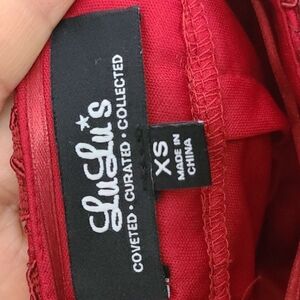 LuLu's
COVETED · CURATED · COLLECTED
XS
MADE IN
CHINA